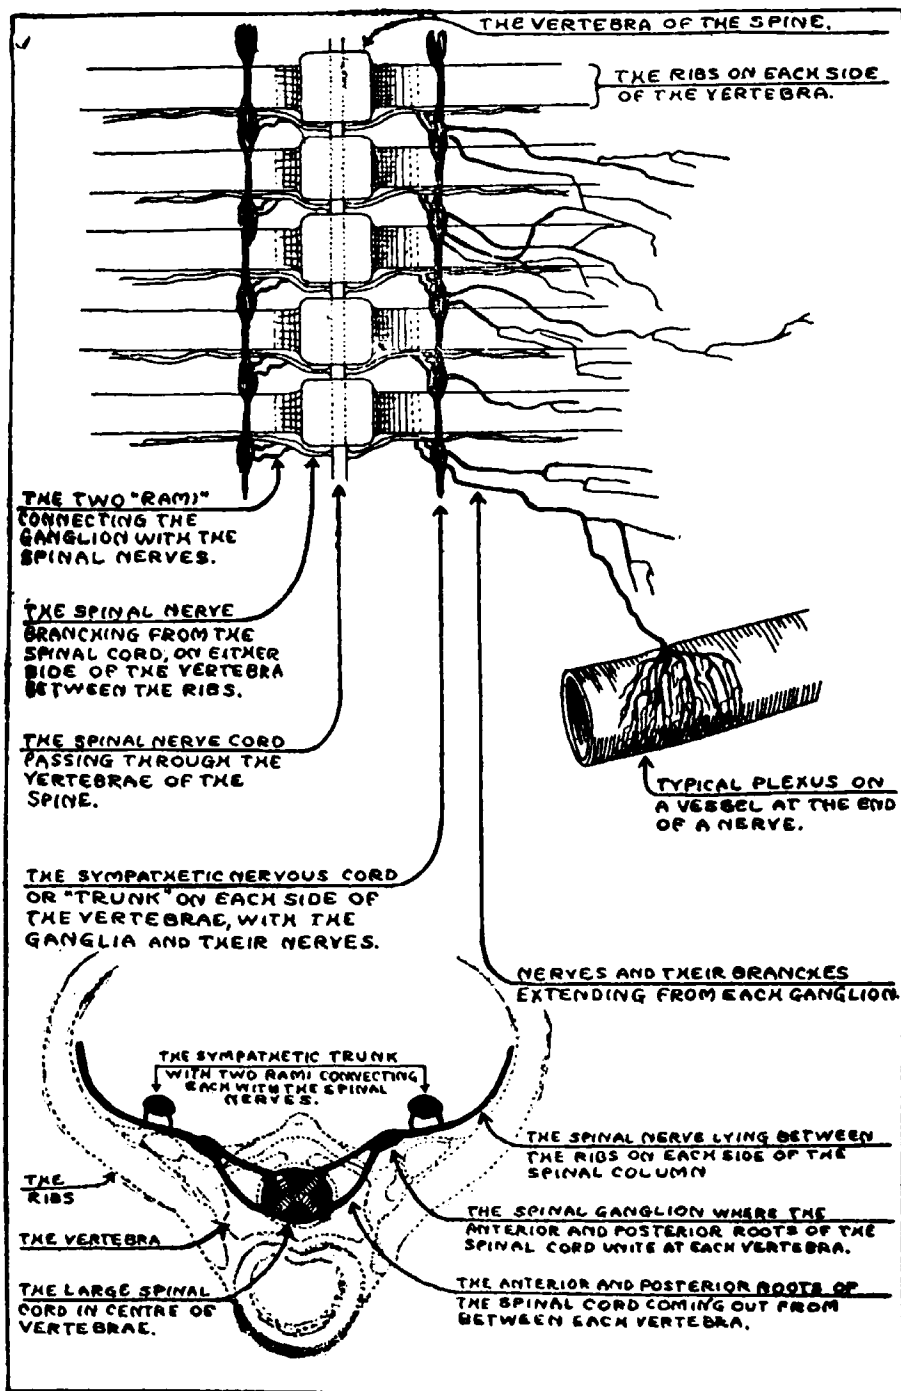 THE VERTEBRA OF THE SPINE.
THE RIBS ON EACH SIDE
OF THE VERTEBRA.
THE TWO "RAMI"
CONNECTING THE
GANGLION WITH THE
SPINAL NERVES.
THE SPINAL NERVE
BRANCHING FROM THE
SPINAL CORD, ON EITHER
SIDE OF THE VERTEBRA
BETWEEN THE RIBS.
THE SPINAL NERVE CORD
PASSING THROUGH THE
VERTEBRAE OF THE
SPINE.
TYPICAL PLEXUS ON
A VESSEL AT THE END
OF A NERVE.
THE SYMPATHETIC NERVOUS CORD
OR "TRUNK" ON EACH SIDE OF
THE VERTEBRAE, WITH THE
GANGLIA AND THEIR NERVES.
NERVES AND THEIR BRANCHES
EXTENDING FROM EACH GANGLION.
THE SYMPATHETIC TRUNK
WITH TWO RAMI CONNECTING
EACH WITH THE SPINAL
NERVES.
THE SPINAL NERVE LYING BETWEEN
THE RIBS ON EACH SIDE OF THE
SPINAL COLUMN
THE
RIBS
THE SPINAL GANGLION WHERE THE
ANTERIOR AND POSTERIOR ROOTS OF THE
SPINAL CORD UNITE AT EACH VERTEBRA.
THE VERTEBRA
THE LARGE SPINAL
CORD IN CENTRE OF
VERTEBRAE.
THE ANTERIOR AND POSTERIOR ROOTS OF
THE SPINAL CORD COMING OUT FROM
BETWEEN EACH VERTEBRA.